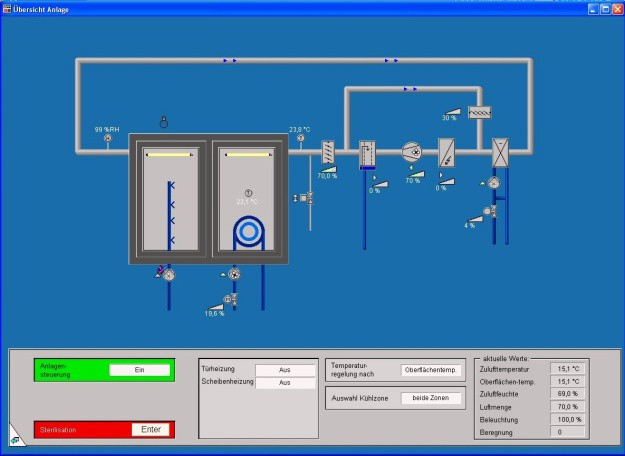 Übersicht Anlage
99 %RH
23,8 °C
30 %
70,0 %
0 %
70 %
0 %
23,1 °C
4 %
19,6 %
Anlagen-
steuerung
Ein
Sterilisation
Enter
Türheizung
Aus
Scheibenheizung
Aus
Temperatur-
regelung nach
Oberflächentemp.
Auswahl Kühlzone
beide Zonen
aktuelle Werte:
Zulufttemperatur
15,1 °C
Oberflächen-temp.
15,1 °C
Zuluftfeuchte
69,0 %
Luftmenge
70,0 %
Beleuchtung
100,0 %
Beregnung
0